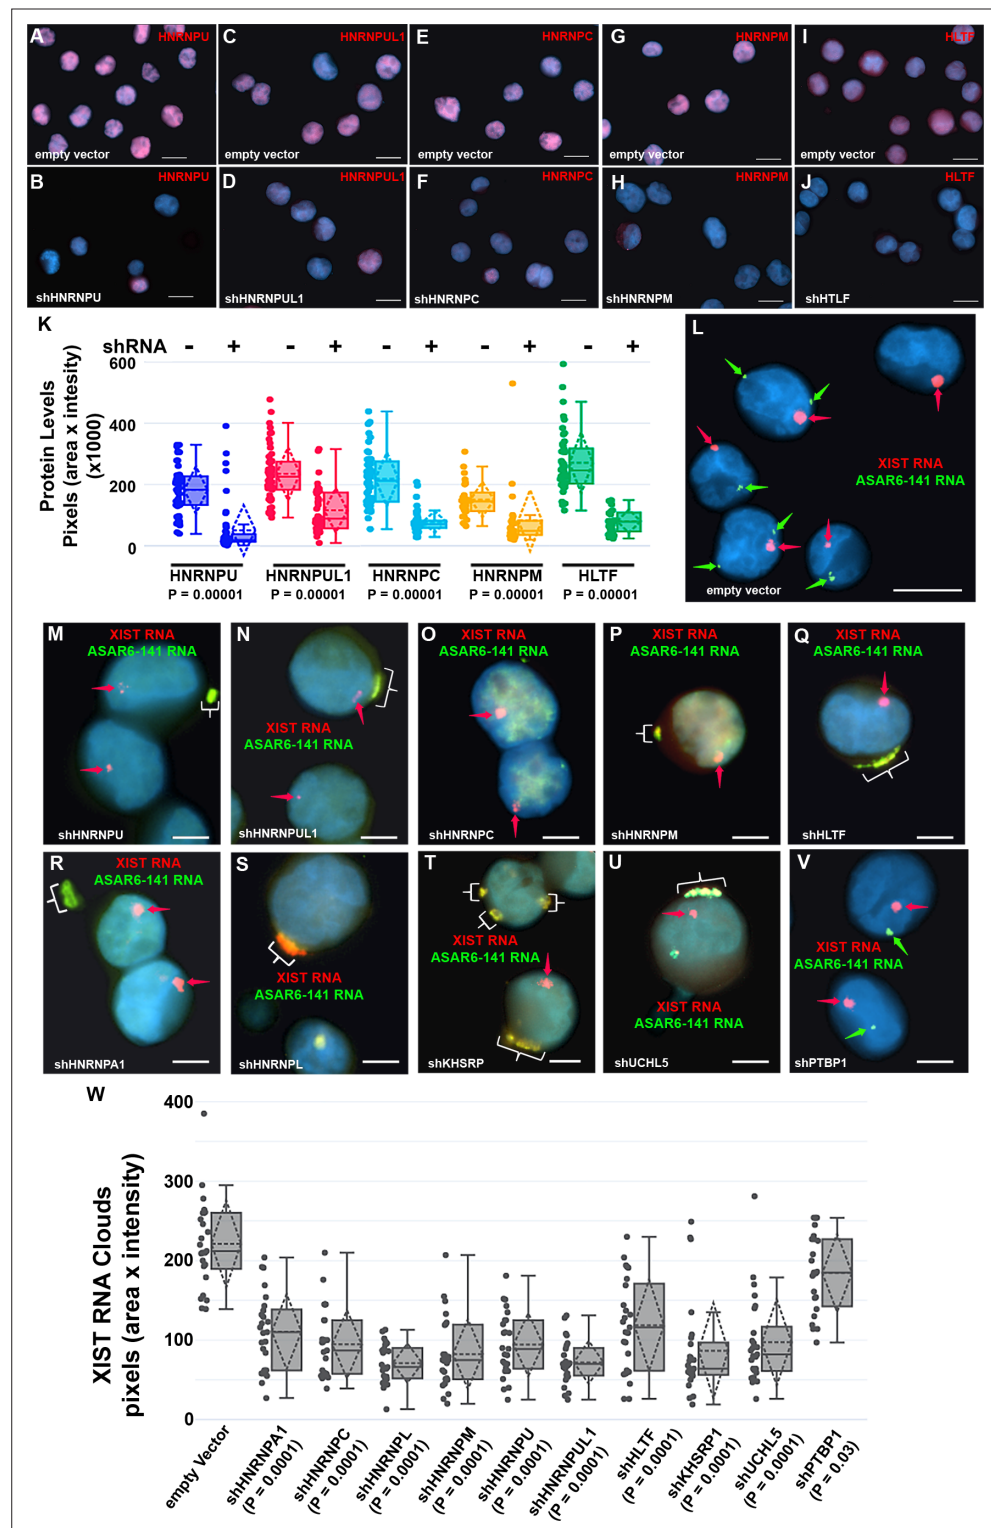 A HNRNPU
C HNRNPUL1
E HNRNPC
G HNRNPM
I HLTF
empty vector
empty vector
empty vector
empty vector
empty vector
B HNRNPU
D HNRNPUL1
F HNRNPC
H HNRNPM
J HLTF
shHNRNPU
shHNRNPUL1
shHNRNPC
shHNRNPM
shHTLF
K
shRNA - + - + - + - + - +
Protein Levels
Pixels (area x intesity)
(x1000)
600
400
200
0
HNRNPU HNRNPUL1 HNRNPC HNRNPM HLTF
P = 0.00001 P = 0.00001 P = 0.00001 P = 0.00001 P = 0.00001
L
XIST RNA
ASAR6-141 RNA
empty vector
M XIST RNA
ASAR6-141 RNA
shHNRNPU
N
XIST RNA
ASAR6-141 RNA
shHNRNPUL1
O XIST RNA
ASAR6-141 RNA
shHNRNPC
P XIST RNA
ASAR6-141 RNA
shHNRNPM
Q XIST RNA
ASAR6-141 RNA
shHLTF
R XIST RNA
ASAR6-141 RNA
shHNRNPA1
S
XIST RNA
ASAR6-141 RNA
shHNRNPL
T
XIST RNA
ASAR6-141 RNA
shKHSRP
U
XIST RNA
ASAR6-141 RNA
shUCHL5
V
XIST RNA
ASAR6-141 RNA
shPTBP1
W
XIST RNA Clouds
pixels (area x intensity)
400
300
200
100
0
empty Vector
shHNRNPA1
(P = 0.0001)
shHNRNPC
(P = 0.0001)
shHNRNPL
(P = 0.0001)
shHNRNPM
(P = 0.0001)
shHNRNPU
(P = 0.0001)
shHNRNPUL1
(P = 0.0001)
shHLTF
(P = 0.0001)
shKHSRP1
(P = 0.0001)
shUCHL5
(P = 0.0001)
shPTBP1
(P = 0.03)